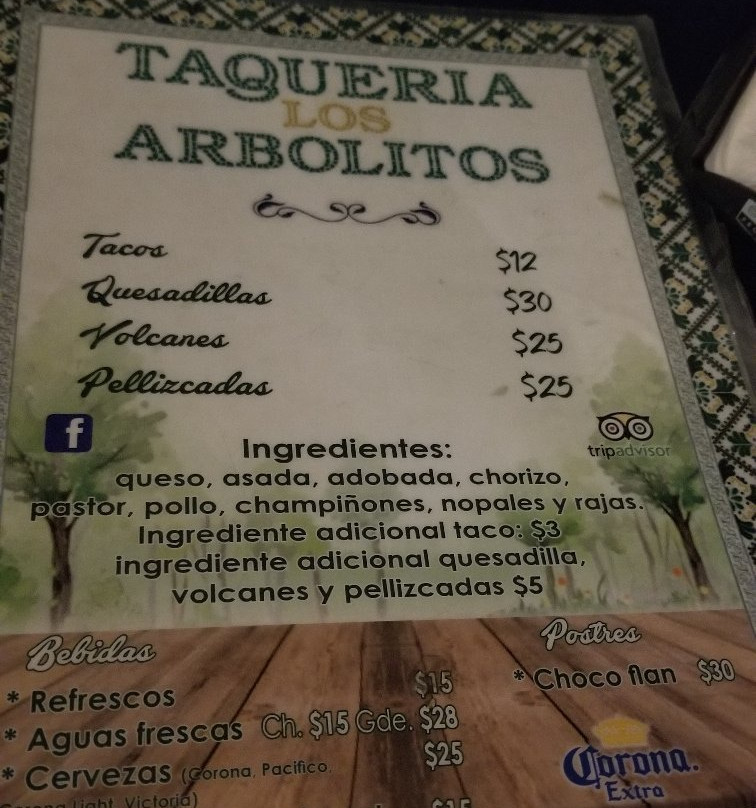 TAQUERIA
LOS
ARBOLITOS
Tacos $12
Quesadillas $30
Volcanes $25
Pellizcadas $25
f
tripadvisor
Ingredientes:
queso, asada, adobada, chorizo,
pastor, pollo, champiñones, nopales y rajas.
Ingrediente adicional taco: $3
ingrediente adicional quesadilla,
volcanes y pellizcadas $5
Bebidas
* Refrescos $15
* Aguas frescas Ch. $15 Gde. $28
* Cervezas (Corona, Pacifico, $25
Light, Victoria)
Postres
* Choco flan $30
Corona.
Extra